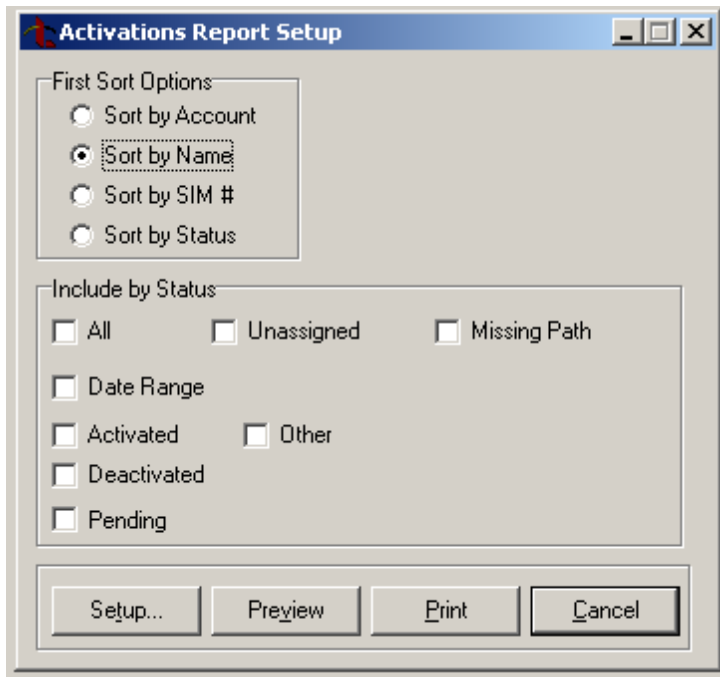 Activations Report Setup
First Sort Options
Sort by Account
Sort by Name
Sort by SIM #
Sort by Status
Include by Status
All Unassigned Missing Path
Date Range
Activated Other
Deactivated
Pending
Setup... Preview Print Cancel